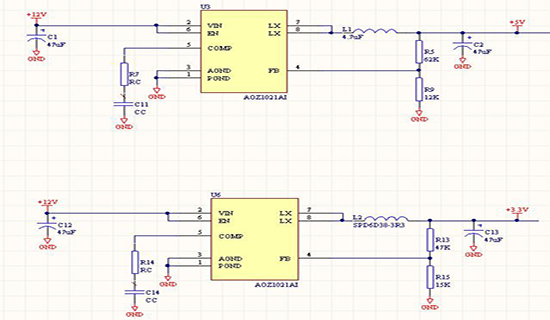 +12V
C1
47uF
GND
U3
2 VIN LX 7
6 EN LX 8
5 COMP
3 AGND FB 4
1 PGND
AOZ1021AI
R7
RC
C11
CC
GND
GND
L1
4.7uF
R5
62K
R9
12K
GND
+5V
C2
47uF
GND
+12V
C12
47uF
GND
U6
2 VIN LX 7
6 EN LX 8
5 COMP
3 AGND FB 4
1 PGND
AOZ1021AI
R14
RC
C14
CC
GND
GND
L2
SPD6D38-3R3
R13
47K
R15
15K
GND
+3.3V
C13
47uF
GND